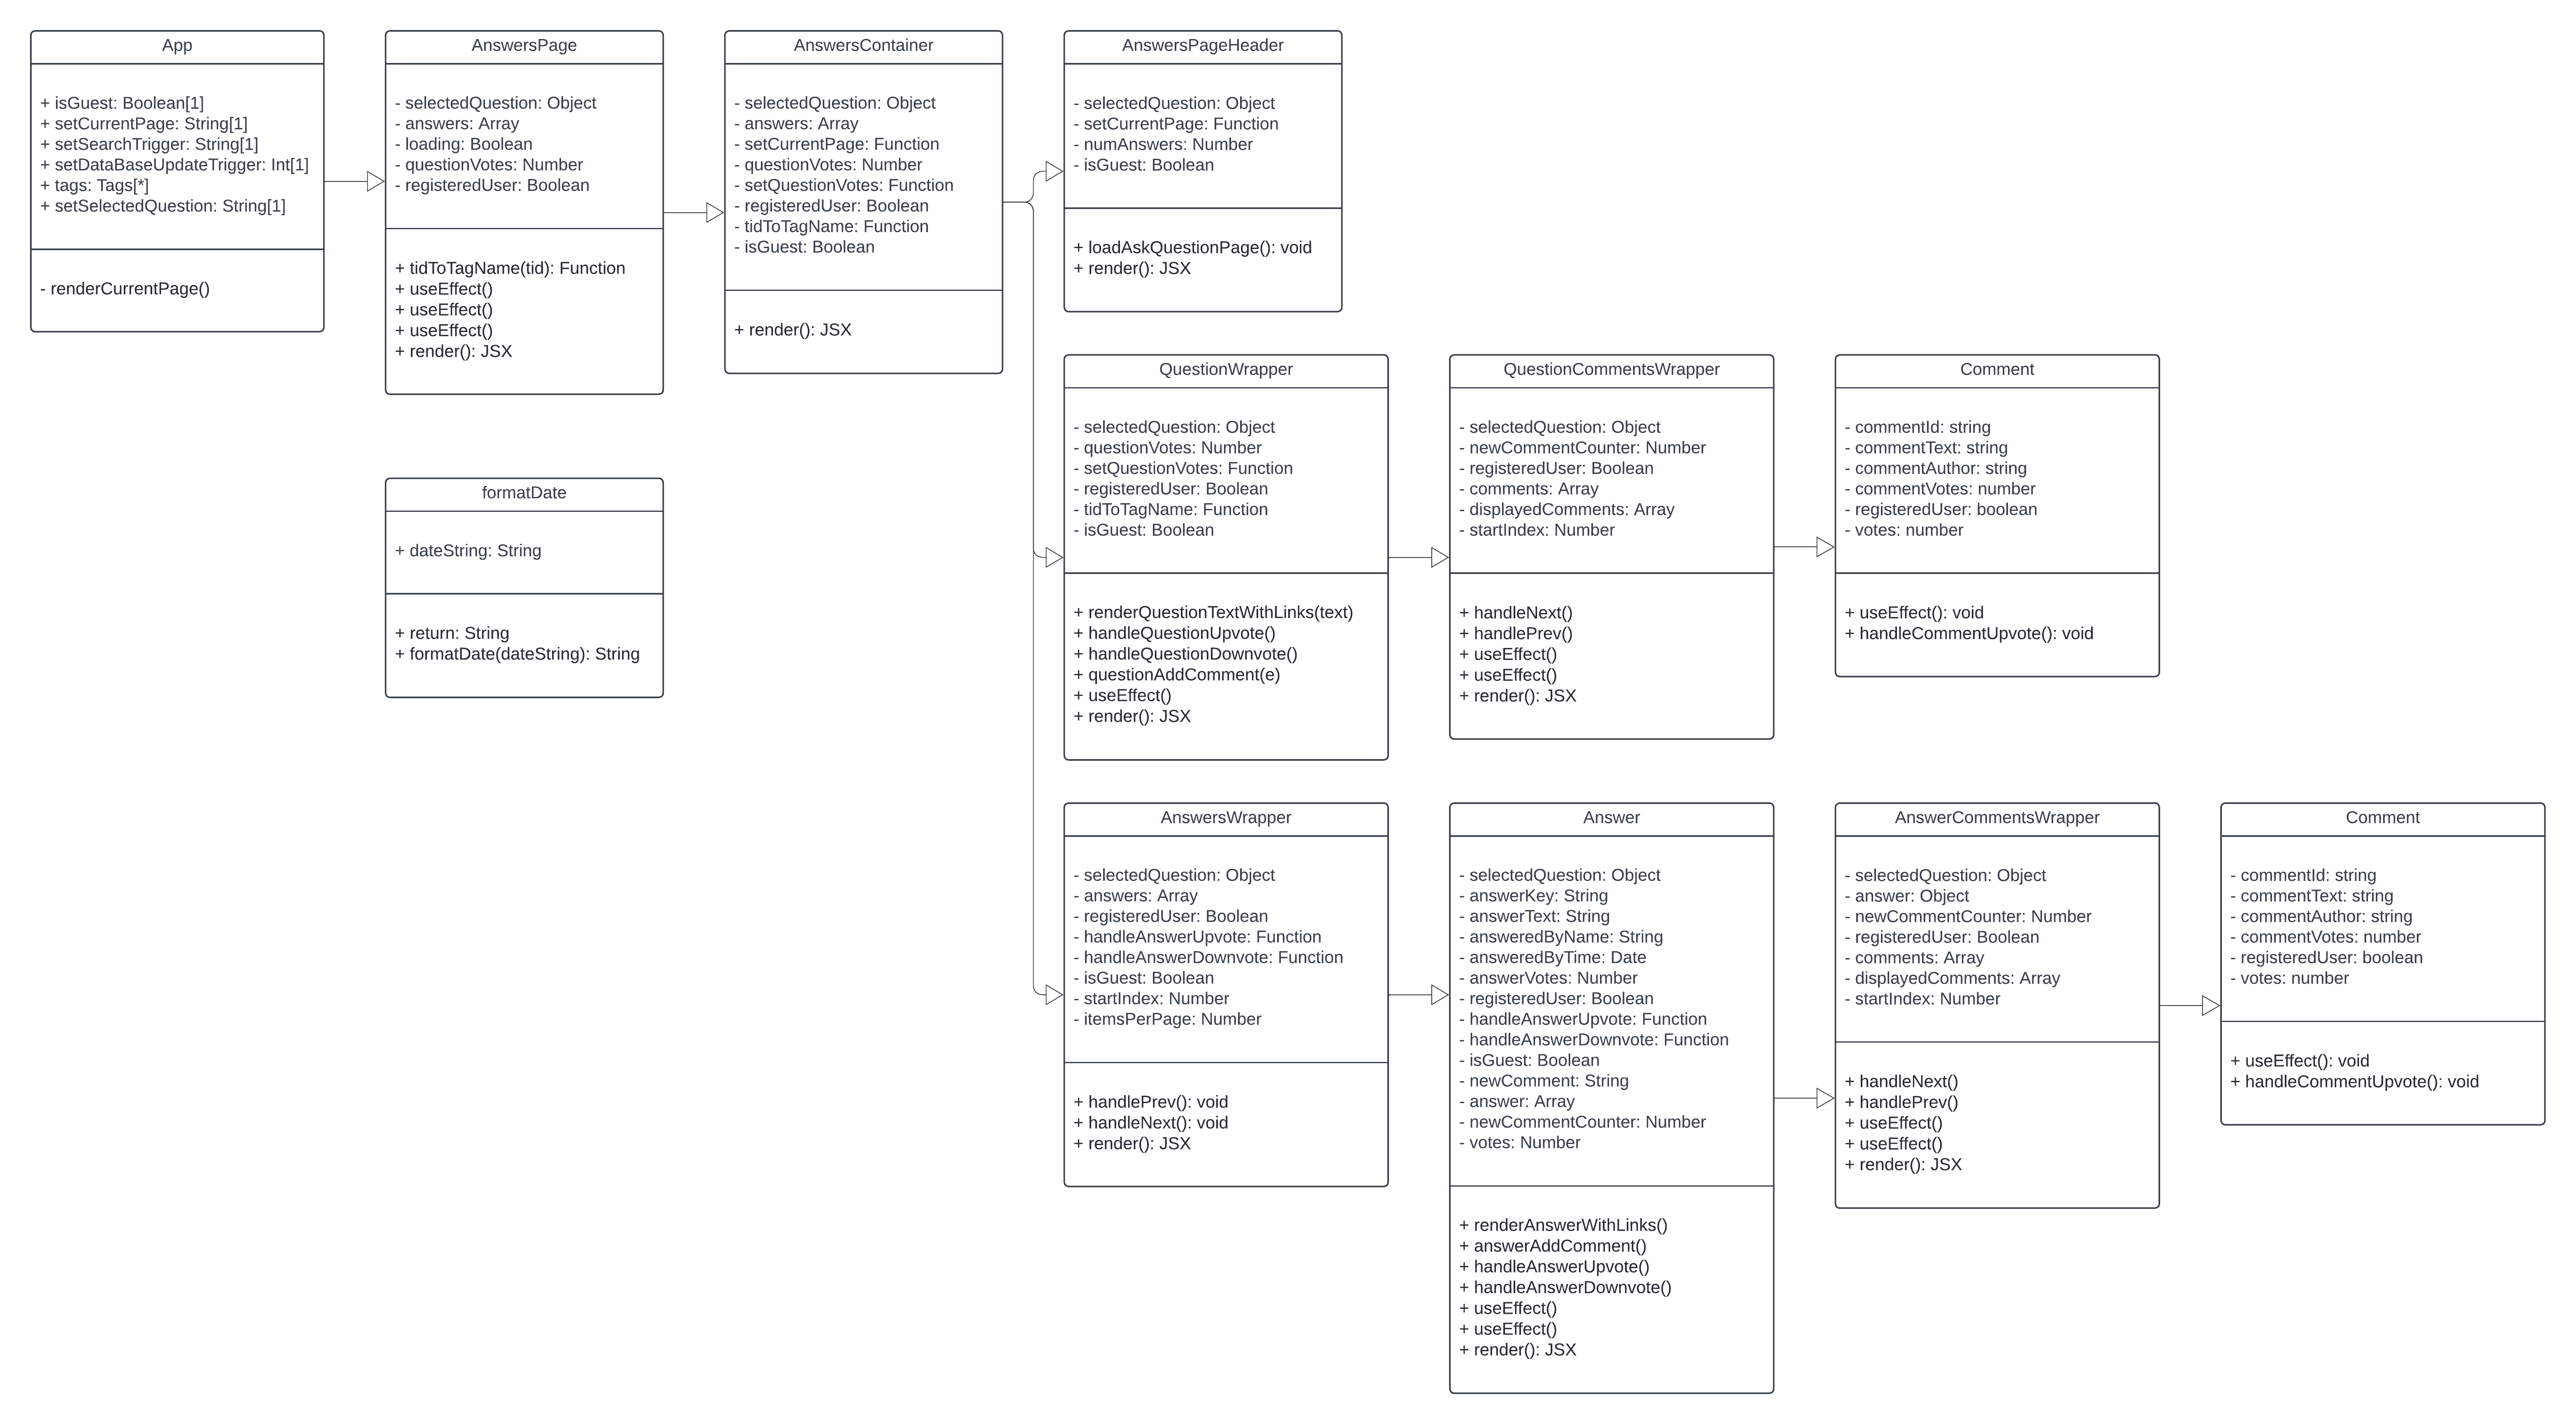 App
+ isGuest: Boolean[1]
+ setCurrentPage: String[1]
+ setSearchTrigger: String[1]
+ setDataBaseUpdateTrigger: Int[1]
+ tags: Tags[*]
+ setSelectedQuestion: String[1]
- renderCurrentPage()
AnswersPage
- selectedQuestion: Object
- answers: Array
- loading: Boolean
- questionVotes: Number
- registeredUser: Boolean
+ tidToTagName(tid): Function
+ useEffect()
+ useEffect()
+ useEffect()
+ render(): JSX
AnswersContainer
- selectedQuestion: Object
- answers: Array
- setCurrentPage: Function
- questionVotes: Number
- setQuestionVotes: Function
- registeredUser: Boolean
- tidToTagName: Function
- isGuest: Boolean
+ render(): JSX
AnswersPageHeader
- selectedQuestion: Object
- setCurrentPage: Function
- numAnswers: Number
- isGuest: Boolean
+ loadAskQuestionPage(): void
+ render(): JSX
formatDate
+ dateString: String
+ return: String
+ formatDate(dateString): String
QuestionWrapper
- selectedQuestion: Object
- questionVotes: Number
- setQuestionVotes: Function
- registeredUser: Boolean
- tidToTagName: Function
- isGuest: Boolean
+ renderQuestionTextWithLinks(text)
+ handleQuestionUpvote()
+ handleQuestionDownvote()
+ questionAddComment(e)
+ useEffect()
+ render(): JSX
QuestionCommentsWrapper
- selectedQuestion: Object
- newCommentCounter: Number
- registeredUser: Boolean
- comments: Array
- displayedComments: Array
- startIndex: Number
+ handleNext()
+ handlePrev()
+ useEffect()
+ useEffect()
+ render(): JSX
Comment
- commentId: string
- commentText: string
- commentAuthor: string
- commentVotes: number
- registeredUser: boolean
- votes: number
+ useEffect(): void
+ handleCommentUpvote(): void
AnswersWrapper
- selectedQuestion: Object
- answers: Array
- registeredUser: Boolean
- handleAnswerUpvote: Function
- handleAnswerDownvote: Function
- isGuest: Boolean
- startIndex: Number
- itemsPerPage: Number
+ handlePrev(): void
+ handleNext(): void
+ render(): JSX
Answer
- selectedQuestion: Object
- answerKey: String
- answerText: String
- answeredByName: String
- answeredByTime: Date
- answerVotes: Number
- registeredUser: Boolean
- handleAnswerUpvote: Function
- handleAnswerDownvote: Function
- isGuest: Boolean
- newComment: String
- answer: Array
- newCommentCounter: Number
- votes: Number
+ renderAnswerWithLinks()
+ answerAddComment()
+ handleAnswerUpvote()
+ handleAnswerDownvote()
+ useEffect()
+ useEffect()
+ render(): JSX
AnswerCommentsWrapper
- selectedQuestion: Object
- answer: Object
- newCommentCounter: Number
- registeredUser: Boolean
- comments: Array
- displayedComments: Array
- startIndex: Number
+ handleNext()
+ handlePrev()
+ useEffect()
+ useEffect()
+ render(): JSX
Comment
- commentId: string
- commentText: string
- commentAuthor: string
- commentVotes: number
- registeredUser: boolean
- votes: number
+ useEffect(): void
+ handleCommentUpvote(): void